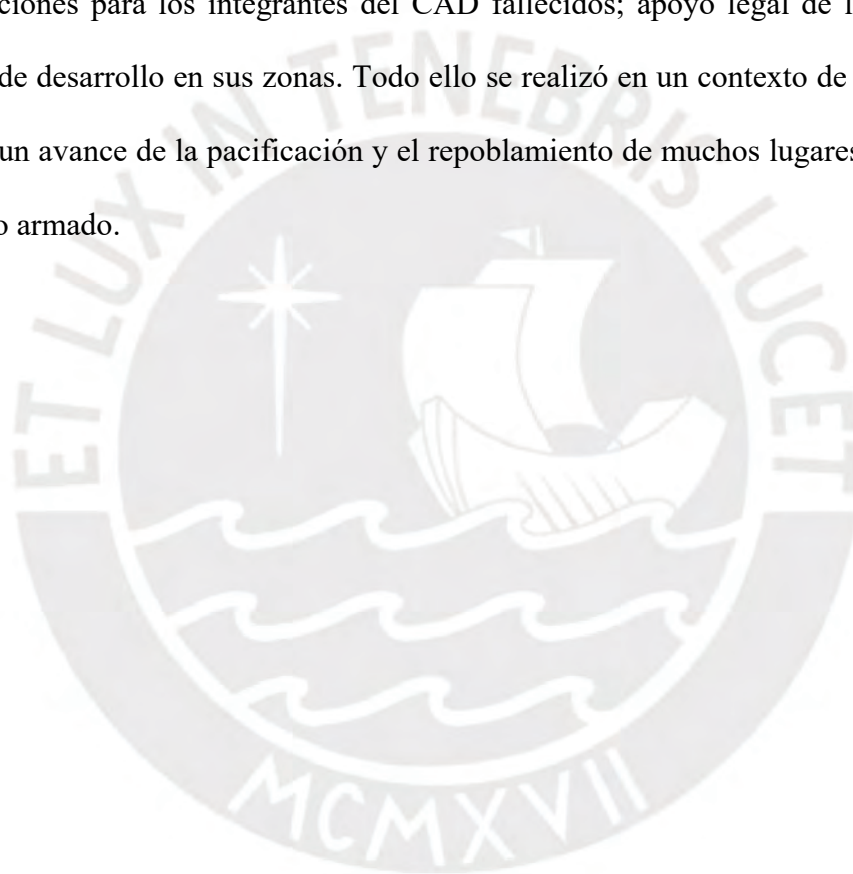 ciones para los integrantes del CAD fallecidos; apoyo legal de l
de desarrollo en sus zonas. Todo ello se realizó en un contexto de
un avance de la pacificación y el repoblamiento de muchos lugares
o armado.
ET LUX IN TENEBRIS LUCET
MCMXVII